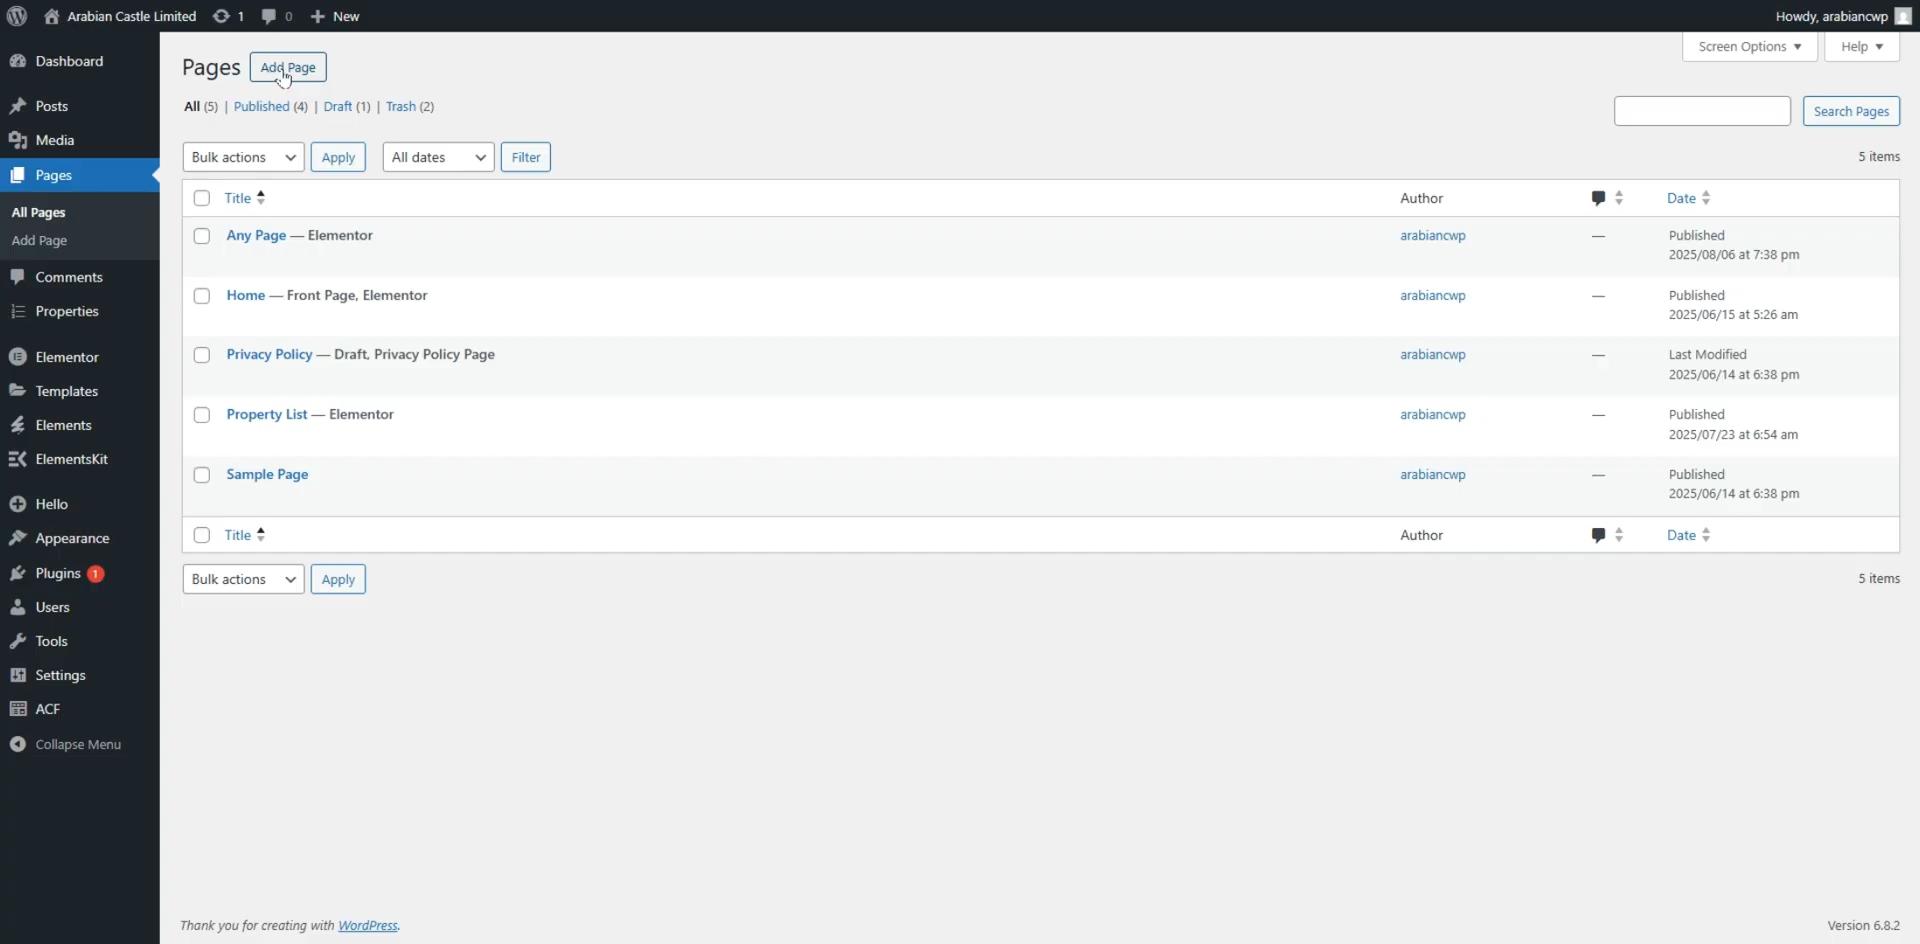 Arabian Castle Limited 1 0 New Howdy, arabiancwp
Screen Options Help
Dashboard
Posts
Media
Pages
All Pages
Add Page
Comments
Properties
Elementor
Templates
Elements
ElementsKit
Hello
Appearance
Plugins 1
Users
Tools
Settings
ACF
Collapse Menu
Pages Add Page
All (5) | Published (4) | Draft (1) | Trash (2)
Search Pages
Bulk actions Apply All dates Filter 5 items
Title Author Date
Any Page — Elementor arabiancwp — Published
2025/08/06 at 7:38 pm
Home — Front Page, Elementor arabiancwp — Published
2025/06/15 at 5:26 am
Privacy Policy — Draft, Privacy Policy Page arabiancwp — Last Modified
2025/06/14 at 6:38 pm
Property List — Elementor arabiancwp — Published
2025/07/23 at 6:54 am
Sample Page arabiancwp — Published
2025/06/14 at 6:38 pm
Title Author Date
Bulk actions Apply 5 items
Thank you for creating with WordPress. Version 6.8.2